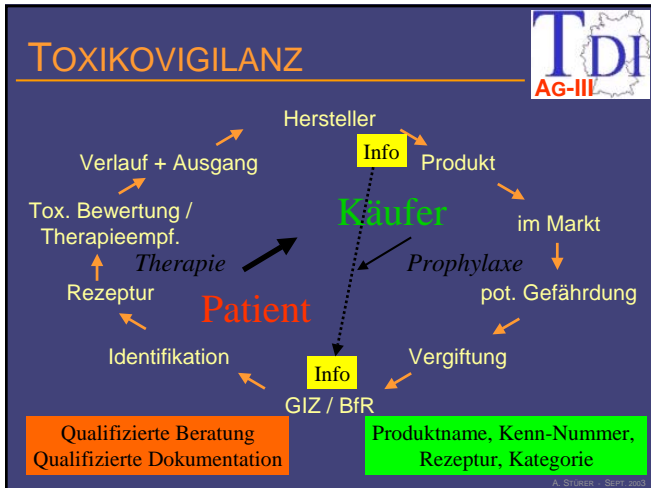 TOXIKOVIGILANZ
TDI
AG-III
Hersteller
Info
Produkt
Verlauf + Ausgang
Käufer
Tox. Bewertung /
Therapieempf.
im Markt
Therapie
Prophylaxe
Rezeptur
Patient
pot. Gefährdung
Identifikation
Info
Vergiftung
GIZ / BfR
Qualifizierte Beratung
Qualifizierte Dokumentation
Produktname, Kenn-Nummer,
Rezeptur, Kategorie
A. STÜRER - SEPT. 2003